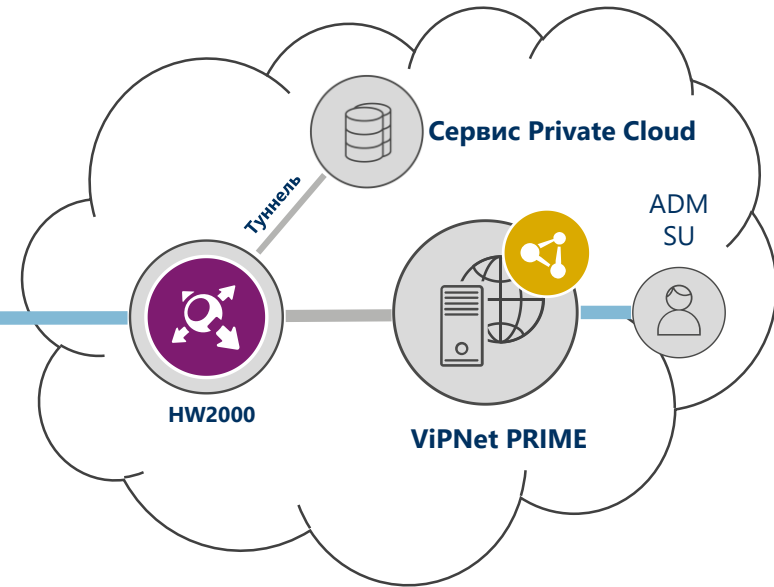 Сервис Private Cloud
Туннель
ADM
SU
HW2000
ViPNet PRIME